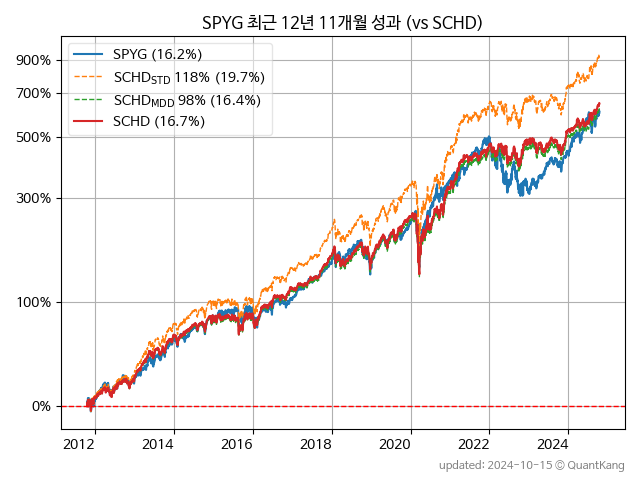 SPYG 최근 12년 11개월 성과 (vs SCHD)
SPYG (16.2%)
SCHD_STD 118% (19.7%)
SCHD_MDD 98% (16.4%)
SCHD (16.7%)
900%
700%
500%
300%
100%
0%
2012 2014 2016 2018 2020 2022 2024
updated: 2024-10-15 © QuantKang